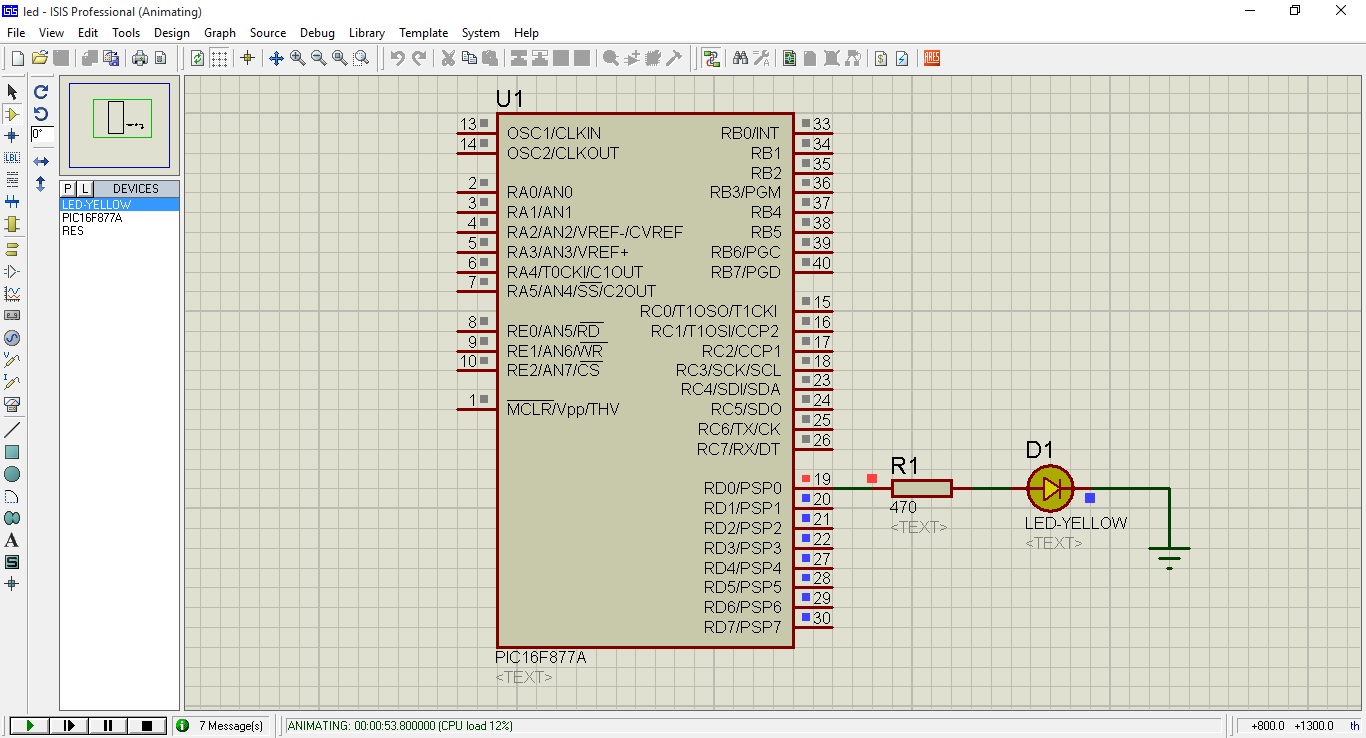 led - ISIS Professional (Animating)
File View Edit Tools Design Graph Source Debug Library Template System Help
ARES
0°
LBL
P L DEVICES
LED-YELLOW
PIC16F877A
RES
A
S
U1
13 OSC1/CLKIN
14 OSC2/CLKOUT
2 RA0/AN0
3 RA1/AN1
4 RA2/AN2/VREF-/CVREF
5 RA3/AN3/VREF+
6 RA4/T0CKI/C1OUT
7 RA5/AN4/SS/C2OUT
8 RE0/AN5/RD
9 RE1/AN6/WR
10 RE2/AN7/CS
1 MCLR/Vpp/THV
RB0/INT 33
RB1 34
RB2 35
RB3/PGM 36
RB4 37
RB5 38
RB6/PGC 39
RB7/PGD 40
RC0/T1OSO/T1CKI 15
RC1/T1OSI/CCP2 16
RC2/CCP1 17
RC3/SCK/SCL 18
RC4/SDI/SDA 23
RC5/SDO 24
RC6/TX/CK 25
RC7/RX/DT 26
RD0/PSP0 19
RD1/PSP1 20
RD2/PSP2 21
RD3/PSP3 22
RD4/PSP4 27
RD5/PSP5 28
RD6/PSP6 29
RD7/PSP7 30
PIC16F877A
<TEXT>
R1
470
<TEXT>
D1
LED-YELLOW
<TEXT>
7 Message(s)
ANIMATING: 00:00:53.800000 (CPU load 12%)
+800.0 +1300.0 th